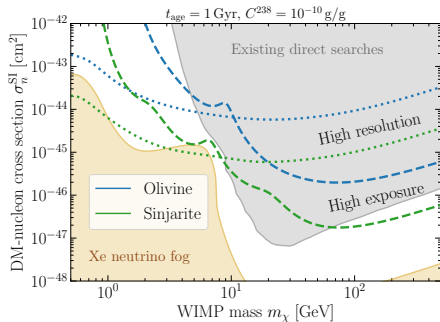 t_age = 1 Gyr, C^238 = 10^-10 g/g
DM-nucleon cross section σ_n^SI [cm²]
10^-42
10^-43
10^-44
10^-45
10^-46
10^-47
10^-48
Existing direct searches
High resolution
High exposure
Olivine
Sinjarite
Xe neutrino fog
10^0
10^1
10^2
WIMP mass m_χ [GeV]